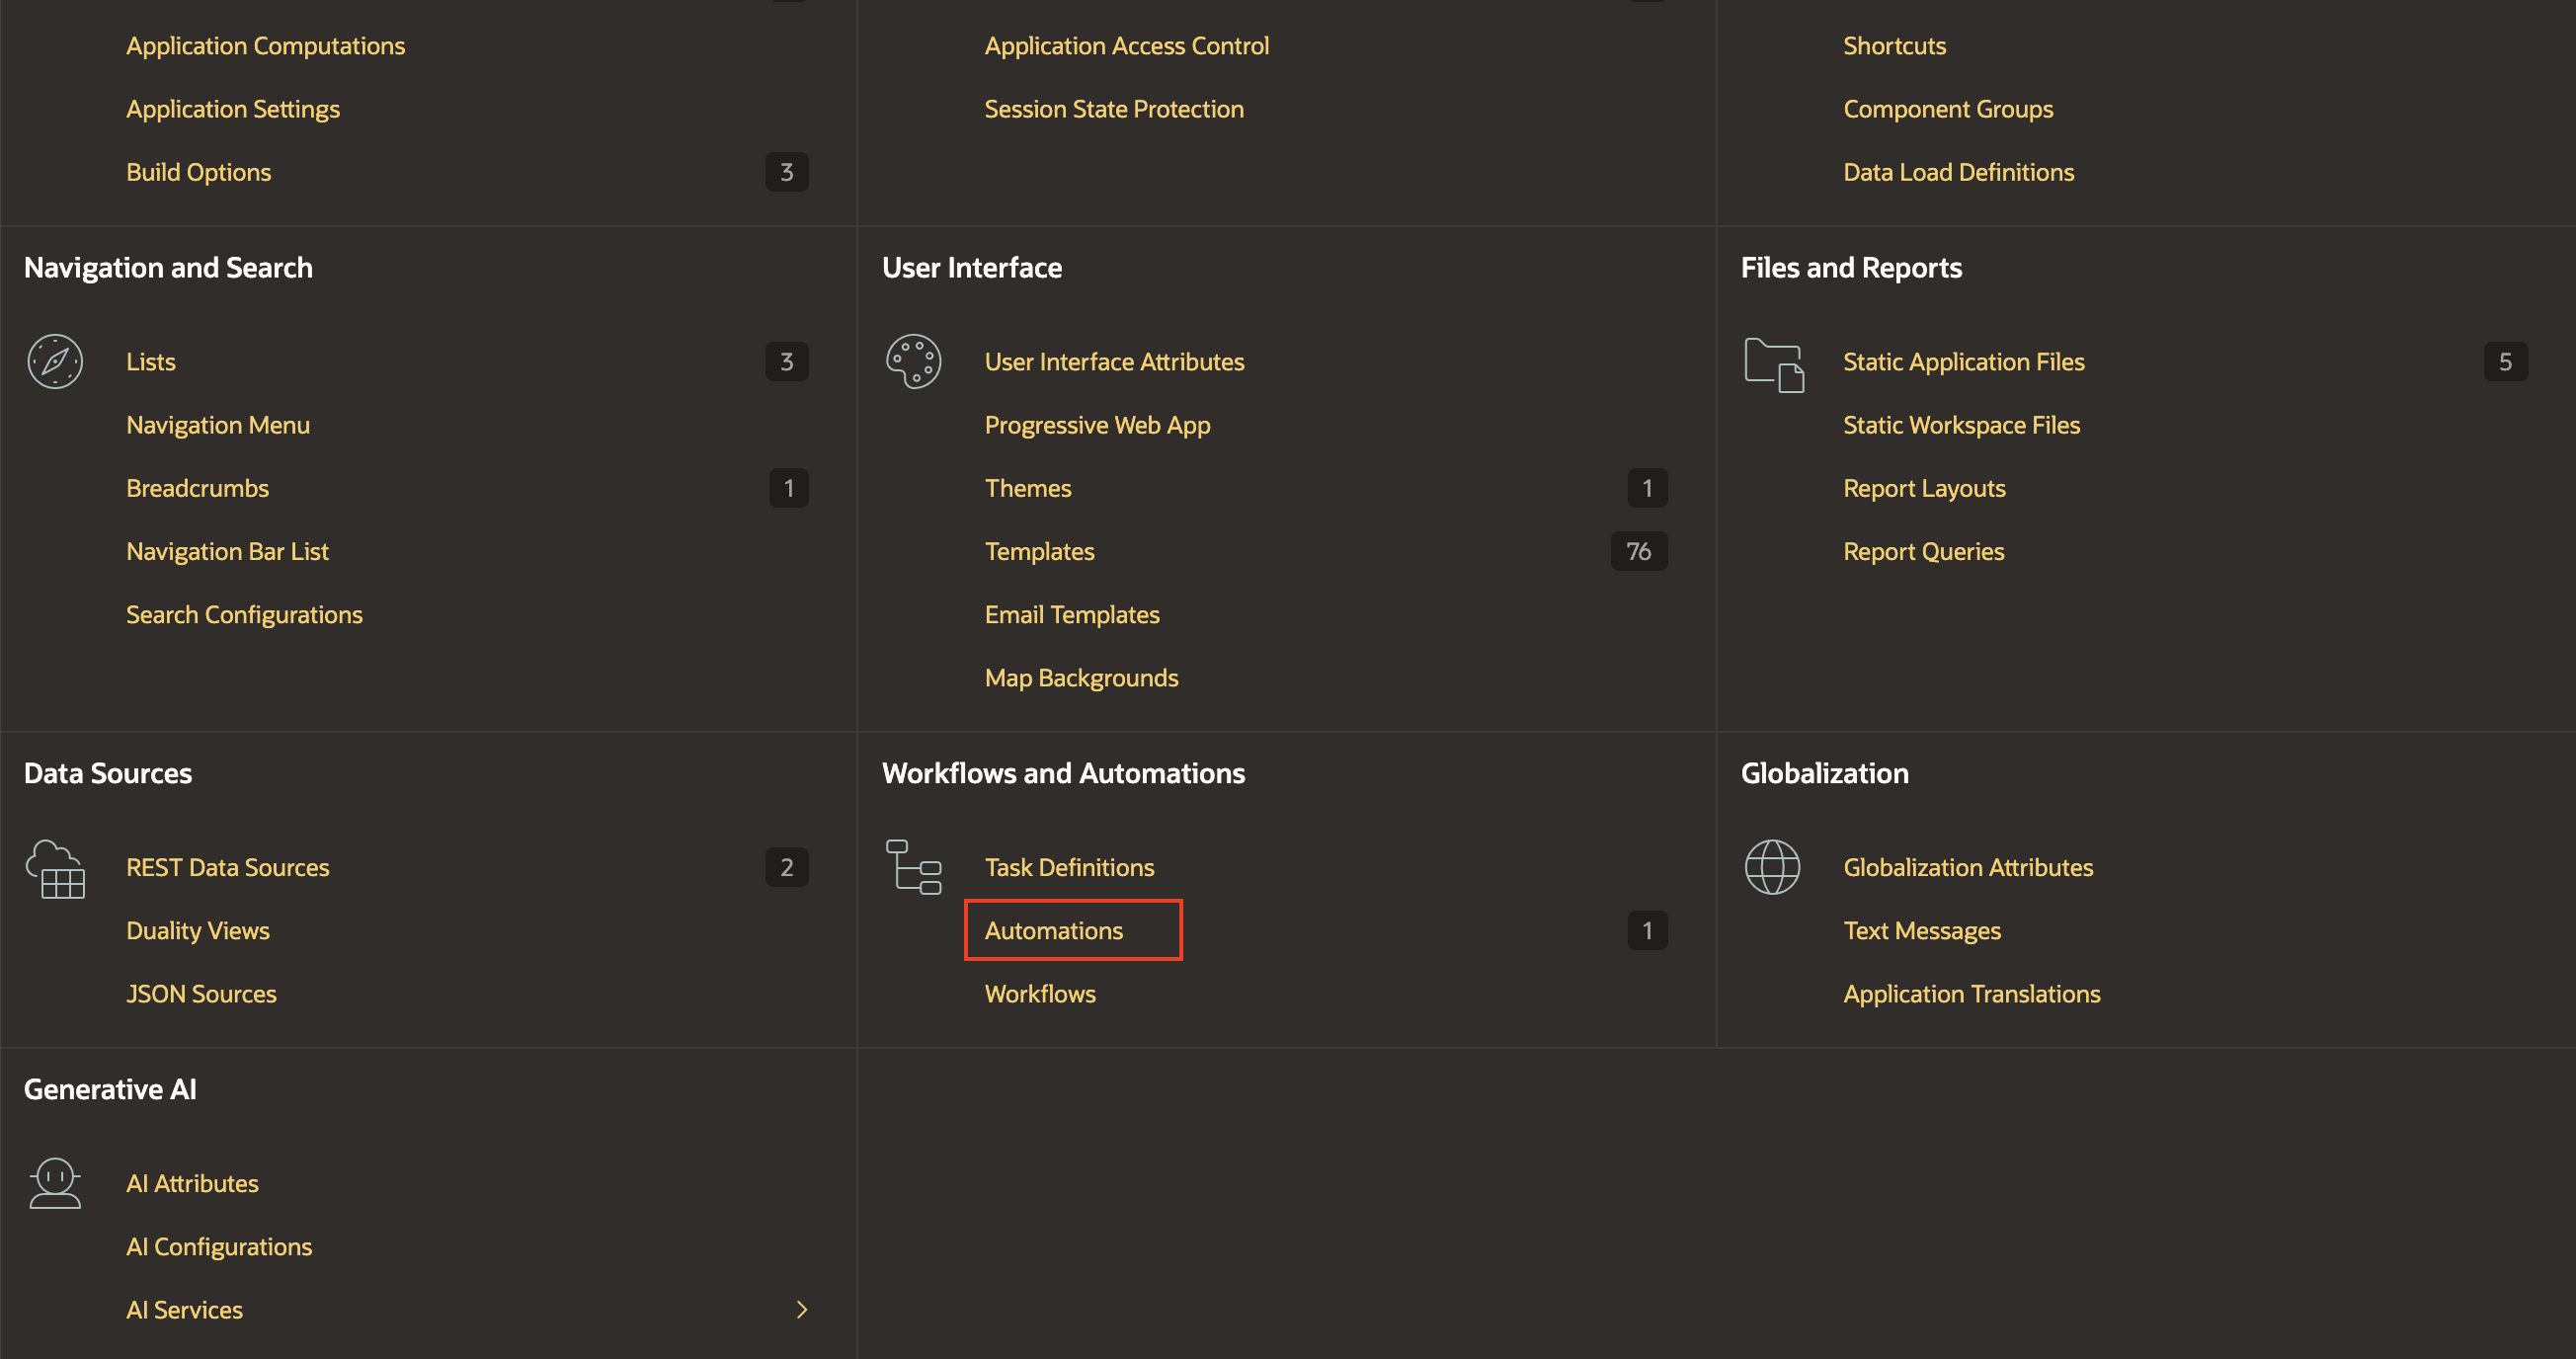 Application Computations
Application Settings
Build Options 3
Application Access Control
Session State Protection
Shortcuts
Component Groups
Data Load Definitions
Navigation and Search
Lists 3
Navigation Menu
Breadcrumbs 1
Navigation Bar List
Search Configurations
User Interface
User Interface Attributes
Progressive Web App
Themes 1
Templates 76
Email Templates
Map Backgrounds
Files and Reports
Static Application Files 5
Static Workspace Files
Report Layouts
Report Queries
Data Sources
REST Data Sources 2
Duality Views
JSON Sources
Workflows and Automations
Task Definitions
Automations 1
Workflows
Globalization
Globalization Attributes
Text Messages
Application Translations
Generative AI
AI Attributes
AI Configurations
AI Services